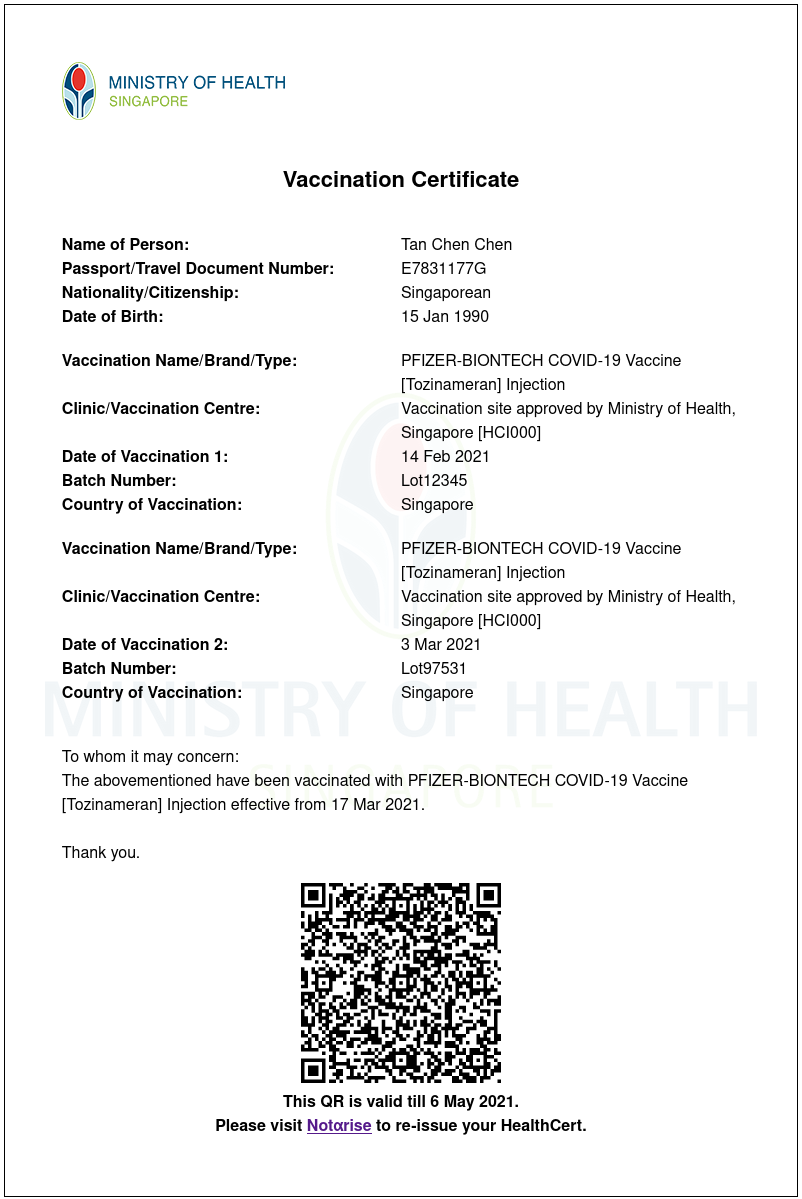 MINISTRY OF HEALTH
SINGAPORE
Vaccination Certificate
Name of Person: Tan Chen Chen
Passport/Travel Document Number: E7831177G
Nationality/Citizenship: Singaporean
Date of Birth: 15 Jan 1990
Vaccination Name/Brand/Type: PFIZER-BIONTECH COVID-19 Vaccine
[Tozinameran] Injection
Clinic/Vaccination Centre: Vaccination site approved by Ministry of Health,
Singapore [HCI000]
Date of Vaccination 1: 14 Feb 2021
Batch Number: Lot12345
Country of Vaccination: Singapore
Vaccination Name/Brand/Type: PFIZER-BIONTECH COVID-19 Vaccine
[Tozinameran] Injection
Clinic/Vaccination Centre: Vaccination site approved by Ministry of Health,
Singapore [HCI000]
Date of Vaccination 2: 3 Mar 2021
Batch Number: Lot97531
Country of Vaccination: Singapore
MINISTRY OF HEALTH
SINGAPORE
To whom it may concern:
The abovementioned have been vaccinated with PFIZER-BIONTECH COVID-19 Vaccine
[Tozinameran] Injection effective from 17 Mar 2021.
Thank you.
This QR is valid till 6 May 2021.
Please visit Notαrise to re-issue your HealthCert.